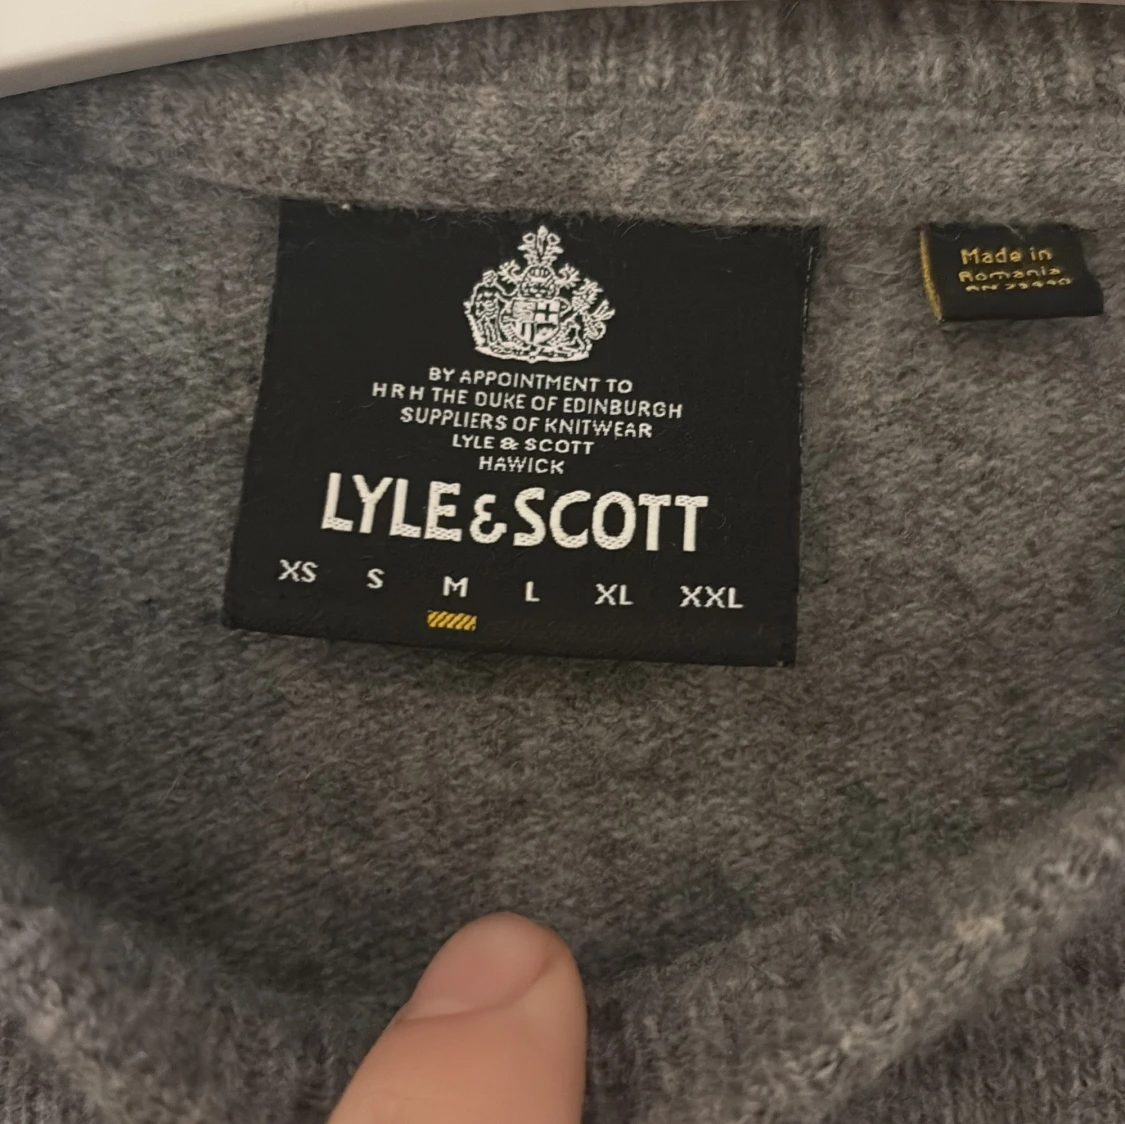 BY APPOINTMENT TO
HRH THE DUKE OF EDINBURGH
SUPPLIERS OF KNITWEAR
LYLE & SCOTT
HAWICK
LYLE & SCOTT
XS S M L XL XXL
Made in
Romania